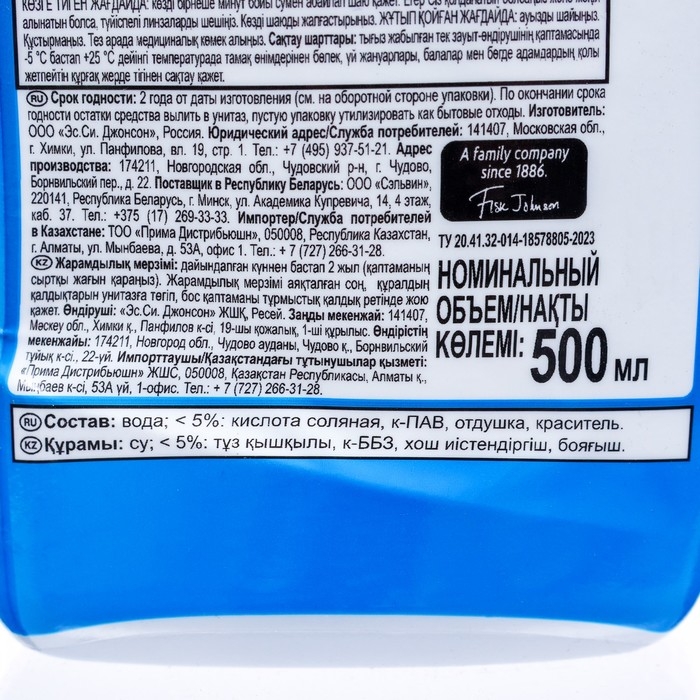 КӨЗГЕ ТИГЕН ЖАҒДАЙДА: көзді бірнеше минут бойы сумен абайлап шаю қажет. Егер Сіз қолданатын болсаңыз және
алынатын болса, түйіспелі линзаларды шешіңіз. Көзді шаюды жалғастырыңыз. ЖҰТЫП ҚОЙҒАН ЖАҒДАЙДА: ауызды шайыңыз.
Құстырмаңыз. Тез арада медициналық көмек алыңыз. Сақтау шарттары: тығыз жабылған тек зауыт-өндірушінің қаптамасында
-5 °С бастап +25 °С дейінгі температурада тамақ өнімдерінен бөлек, үй жануарлары, балалар мен бөгде адамдардың қолы
жетпейтін құрғақ жерде тігінен сақтау қажет.
RU Срок годности: 2 года от даты изготовления (см. на оборотной стороне упаковки). По окончании срока
годности остатки средства вылить в унитаз, пустую упаковку утилизировать как бытовые отходы. Изготовитель:
ООО «Эс.Си. Джонсон», Россия. Юридический адрес/Служба потребителей: 141407, Московская обл.,
г. Химки, ул. Панфилова, вл. 19, стр. 1. Тел.: +7 (495) 937-51-21. Адрес
производства: 174211, Новгородская обл., Чудовский р-н, г. Чудово,
Борнвильский пер., д. 22. Поставщик в Республику Беларусь: ООО «Сэльвин»,
220141, Республика Беларусь, г. Минск, ул. Академика Купревича, 14, 4 этаж,
каб. 37. Тел.: +375 (17) 269-33-33. Импортер/Служба потребителей
в Казахстане: ТОО «Прима Дистрибьюшн», 050008, Республика Казахстан,
г. Алматы, ул. Мынбаева, д. 53А, офис 1. Тел.: + 7 (727) 266-31-28.
KZ Жарамдылық мерзімі: дайындалған күннен бастап 2 жыл (қаптаманың
сыртқы жағын қараңыз). Жарамдылық мерзімі аяқталған соң, құралдың
қалдықтарын унитазға төгіп, бос қаптаманы тұрмыстық қалдық ретінде жою
қажет. Өндіруші: «Эс.Си. Джонсон» ЖШҚ, Ресей. Заңды мекенжай: 141407,
Мәскеу обл., Химки қ., Панфилов к-сі, 19-шы қожалық, 1-ші құрылыс. Өндірістің
мекенжайы: 174211, Новгород обл., Чудово ауданы, Чудово қ., Борнвильский
тұйық к-сі., 22-үй. Импорттаушы/Қазақстандағы тұтынушылар қызметі:
«Прима Дистрибьюшн» ЖШС, 050008, Қазақстан Республикасы, Алматы қ.,
Мыңбаев к-сі, 53А үй, 1-офис. Тел.: + 7 (727) 266-31-28.
A family company
since 1886.
Fisk Johnson
ТУ 20.41.32-014-18578805-2023
НОМИНАЛЬНЫЙ
ОБЪЕМ/НАҚТЫ
КӨЛЕМІ: 500 мл
RU Состав: вода; < 5%: кислота соляная, к-ПАВ, отдушка, краситель.
KZ Құрамы: су; < 5%: тұз қышқылы, к-ББЗ, хош иістендіргіш, бояғыш.